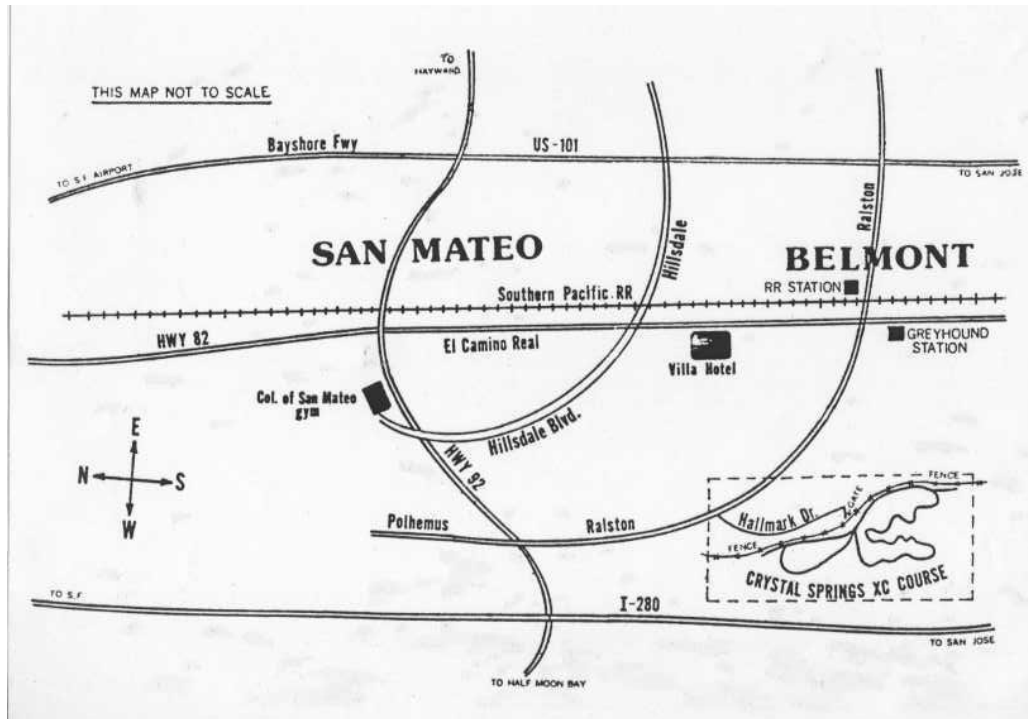 TO
HAYWARD
THIS MAP NOT TO SCALE
Bayshore Fwy
US-101
TO S.F. AIRPORT
TO SAN JOSE
Ralston
Hillsdale
SAN MATEO
BELMONT
RR STATION
Southern Pacific RR
HWY 82
El Camino Real
GREYHOUND
STATION
Villa Hotel
Col. of San Mateo
gym
Hillsdale Blvd.
E
N
S
W
HWY 92
FENCE
GATE
Hallmark Dr.
Polhemus
Ralston
FENCE
CRYSTAL SPRINGS XC COURSE
TO S.F.
I-280
TO SAN JOSE
TO HALF MOON BAY